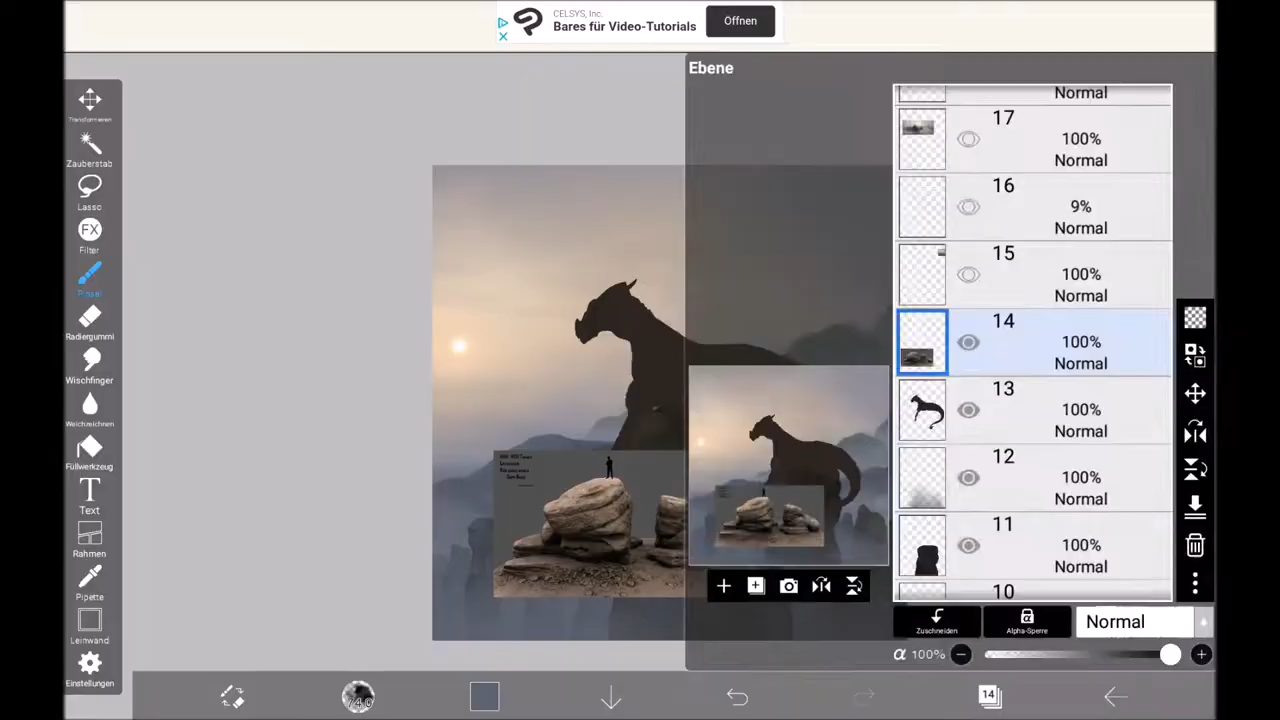 CELSYS, Inc.
Bares für Video-Tutorials
Öffnen
Ebene
Transformieren
Zauberstab
Lasso
FX
Filter
Pinsel
Radiergummi
Wischfinger
Weichzeichnen
Füllwerkzeug
T
Text
Rahmen
Pipette
Leinwand
Einstellungen
Normal
17
100%
Normal
16
9%
Normal
15
100%
Normal
14
100%
Normal
13
100%
Normal
12
100%
Normal
11
100%
Normal
10
Zuschneiden
Alpha-Sperre
Normal
α 100%
74.0
14